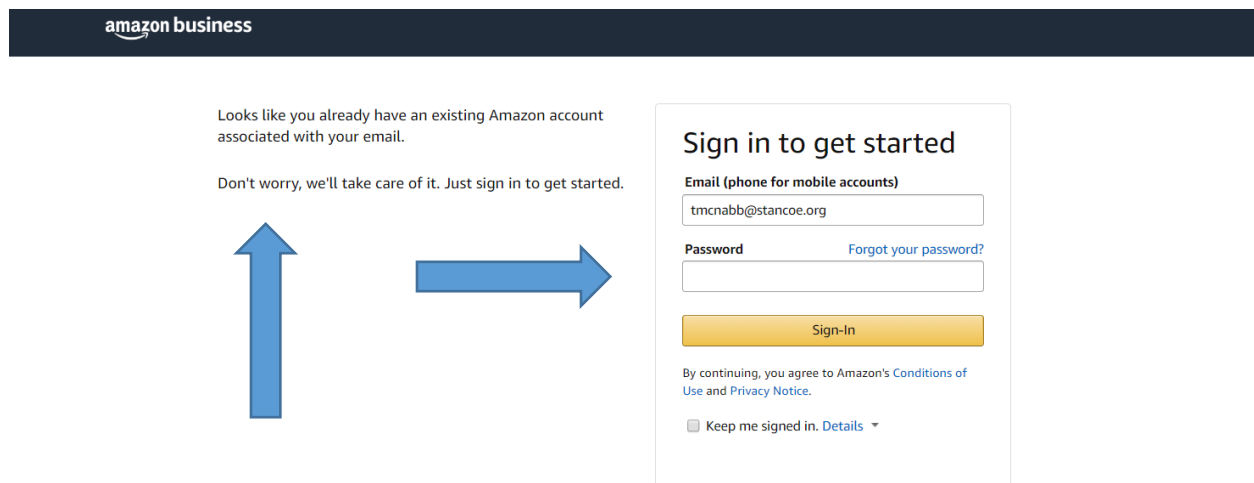 amazon business
Looks like you already have an existing Amazon account
associated with your email.
Don't worry, we'll take care of it. Just sign in to get started.
Sign in to get started
Email (phone for mobile accounts)
tmcnabb@stancoe.org
Password Forgot your password?
Sign-In
By continuing, you agree to Amazon's Conditions of
Use and Privacy Notice.
Keep me signed in. Details